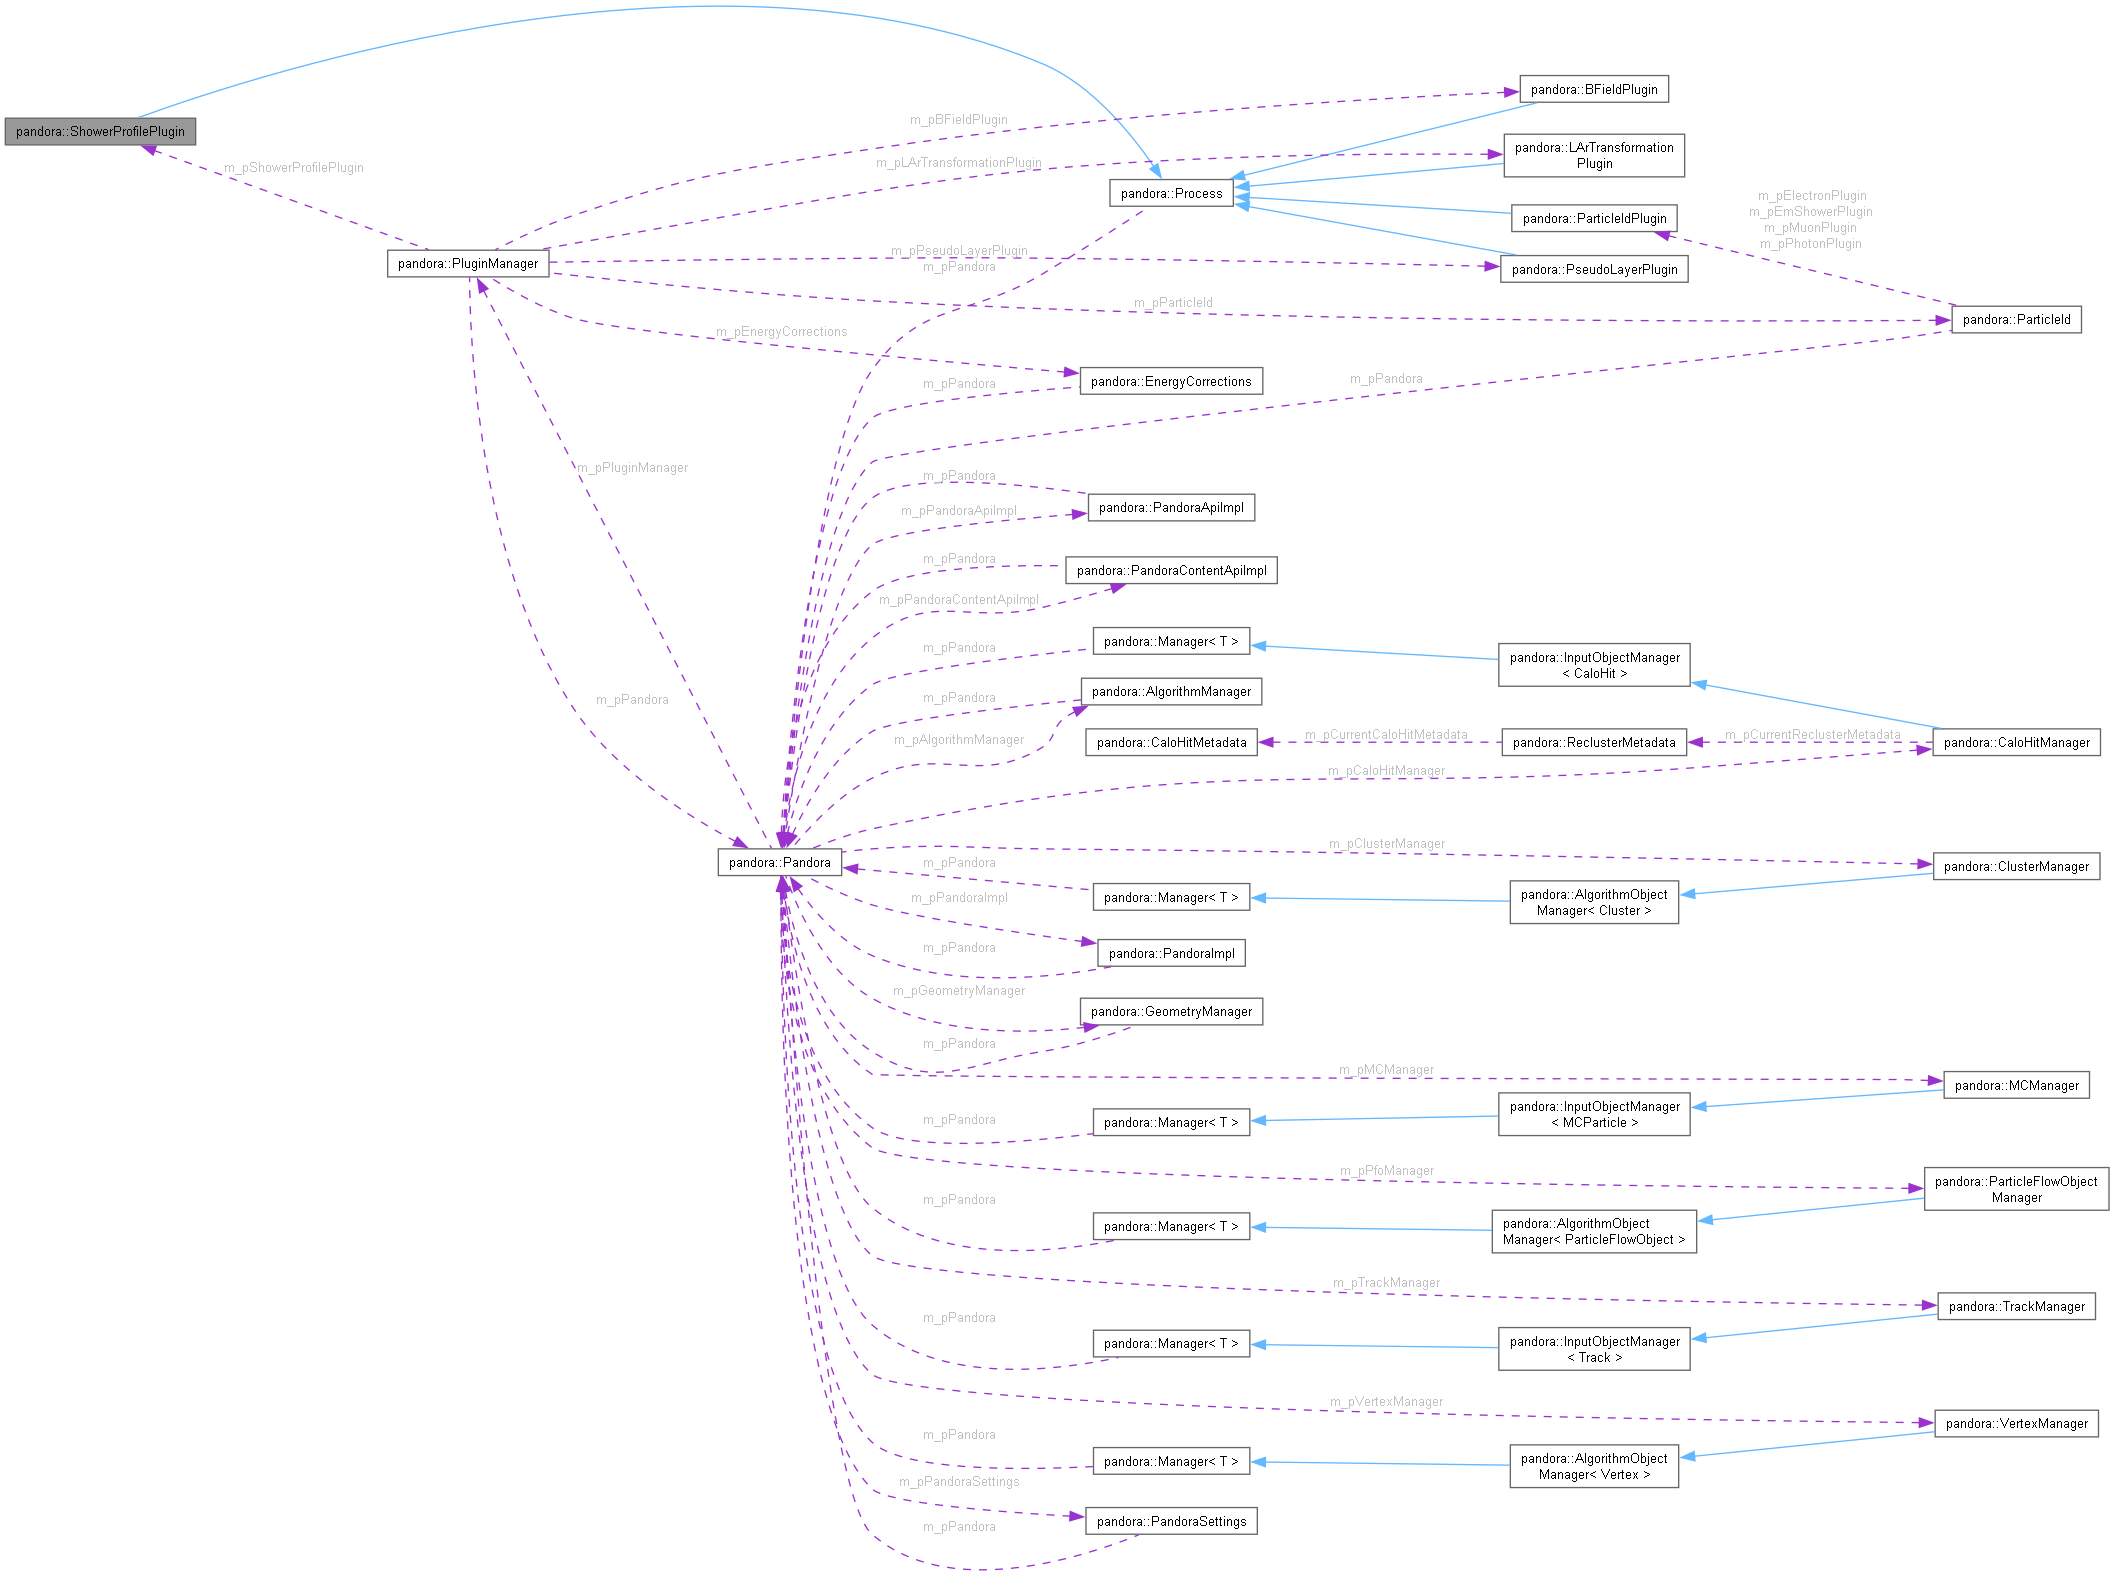 pandora::BFieldPlugin
m_pBFieldPlugin
pandora::ShowerProfilePlugin
pandora::LArTransformation
Plugin
m_pLArTransformationPlugin
m_pShowerProfilePlugin
pandora::Process
m_pElectronPlugin
m_pEmShowerPlugin
m_pMuonPlugin
m_pPhotonPlugin
pandora::ParticleIdPlugin
m_pPseudoLayerPlugin
m_pPandora
pandora::PluginManager
pandora::PseudoLayerPlugin
m_pParticleId
pandora::ParticleId
m_pEnergyCorrections
pandora::EnergyCorrections
m_pPandora
m_pPandora
m_pPluginManager
m_pPandora
pandora::PandoraApiImpl
m_pPandoraApiImpl
m_pPandora
pandora::PandoraContentApiImpl
m_pPandoraContentApiImpl
pandora::Manager< T >
m_pPandora
pandora::InputObjectManager
< CaloHit >
pandora::AlgorithmManager
m_pPandora
m_pPandora
m_pAlgorithmManager
pandora::CaloHitMetadata
m_pCurrentCaloHitMetadata
pandora::ReclusterMetadata
m_pCurrentReclusterMetadata
pandora::CaloHitManager
m_pCaloHitManager
m_pClusterManager
pandora::Pandora
m_pPandora
pandora::ClusterManager
m_pPandoraImpl
pandora::Manager< T >
pandora::AlgorithmObject
Manager< Cluster >
m_pPandora
pandora::PandoraImpl
m_pGeometryManager
pandora::GeometryManager
m_pPandora
m_pMCManager
pandora::MCManager
m_pPandora
pandora::Manager< T >
pandora::InputObjectManager
< MCParticle >
m_pPfoManager
pandora::ParticleFlowObject
Manager
m_pPandora
pandora::Manager< T >
pandora::AlgorithmObject
Manager< ParticleFlowObject >
m_pTrackManager
pandora::TrackManager
m_pPandora
pandora::Manager< T >
pandora::InputObjectManager
< Track >
m_pVertexManager
pandora::VertexManager
m_pPandora
pandora::Manager< T >
pandora::AlgorithmObject
Manager< Vertex >
m_pPandoraSettings
pandora::PandoraSettings
m_pPandora